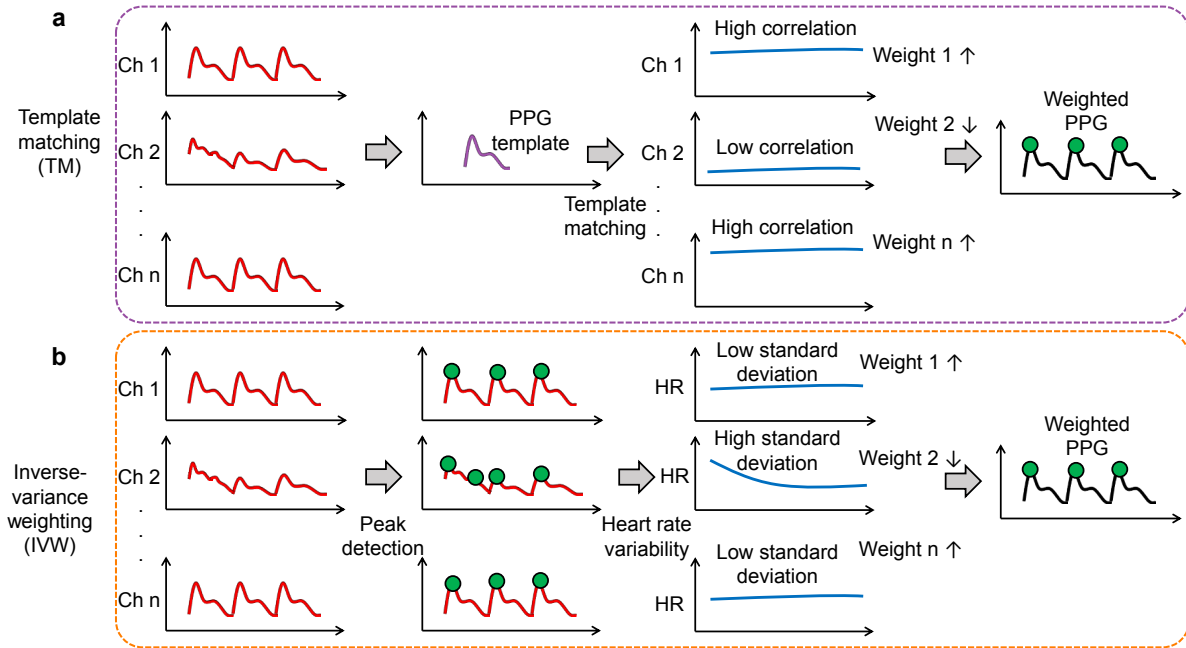 a
Template
matching
(TM)
Ch 1
Ch 2
.
.
.
Ch n
PPG
template
Template
matching
Ch 1
High correlation
Weight 1 ↑
Ch 2
Low correlation
Weight 2 ↓
.
.
.
Ch n
High correlation
Weight n ↑
Weighted
PPG
b
Inverse-
variance
weighting
(IVW)
Ch 1
Ch 2
.
.
.
Ch n
Peak
detection
Heart rate
variability
HR
Low standard
deviation
Weight 1 ↑
HR
High standard
deviation
Weight 2 ↓
HR
Low standard
deviation
Weight n ↑
Weighted
PPG